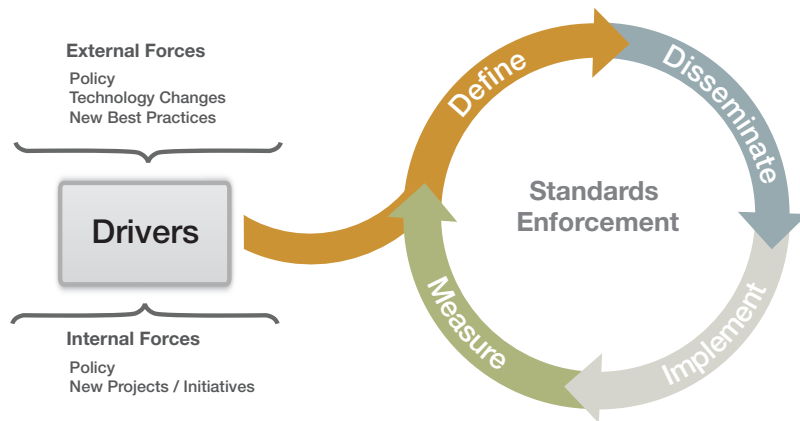 External Forces
Policy
Technology Changes
New Best Practices
Drivers
Internal Forces
Policy
New Projects / Initiatives
Define
Disseminate
Implement
Measure
Standards
Enforcement